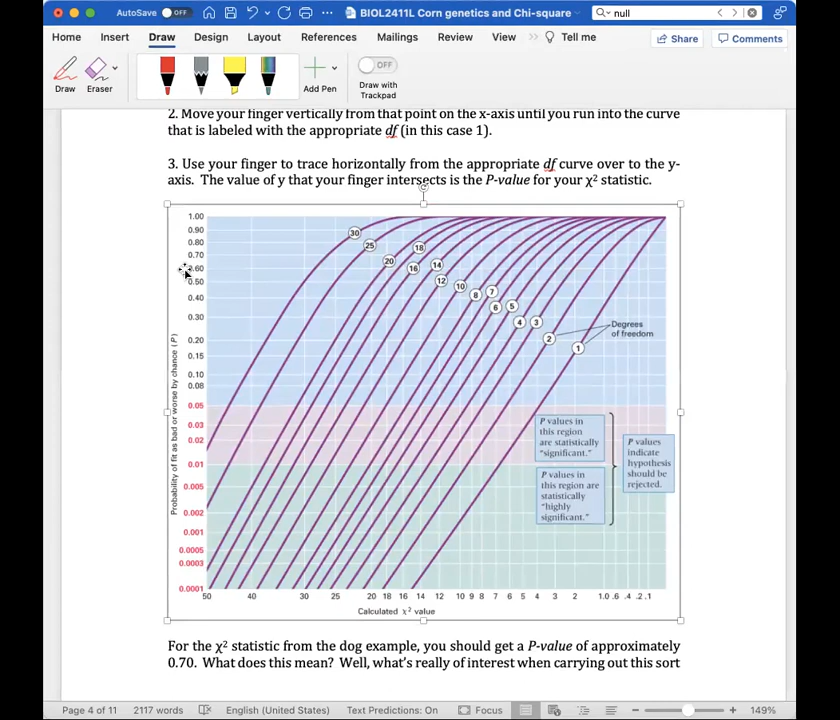 AutoSave OFF BIOL2411L Corn genetics and Chi-square null
Home Insert Draw Design Layout References Mailings Review View Tell me Share Comments
OFF
Draw Eraser Add Pen Draw with Trackpad
2. Move your finger vertically from that point on the x-axis until you run into the curve
that is labeled with the appropriate df (in this case 1).
3. Use your finger to trace horizontally from the appropriate df curve over to the y-
axis. The value of y that your finger intersects is the P-value for your χ² statistic.
1.00
0.90
0.80
0.70
0.60
0.50
0.40
0.30
0.20
0.15
0.10
0.08
0.05
0.03
0.02
0.01
0.005
0.002
0.001
0.0005
0.0003
0.0001
Probability of fit as bad or worse by chance (P)
30
25
20
18
16
14
12
10
8
7
6
5
4
3
2
1
Degrees
of freedom
P values in
this region
are statistically
"significant."
P values in
this region are
statistically
"highly
significant."
P values
indicate
hypothesis
should be
rejected.
50 40 30 25 20 18 16 14 12 10 9 8 7 6 5 4 3 2 1.0 .6 .4 .2 .1
Calculated χ² value
For the χ² statistic from the dog example, you should get a P-value of approximately
0.70. What does this mean? Well, what's really of interest when carrying out this sort
Page 4 of 11 2117 words English (United States) Text Predictions: On Focus 149%